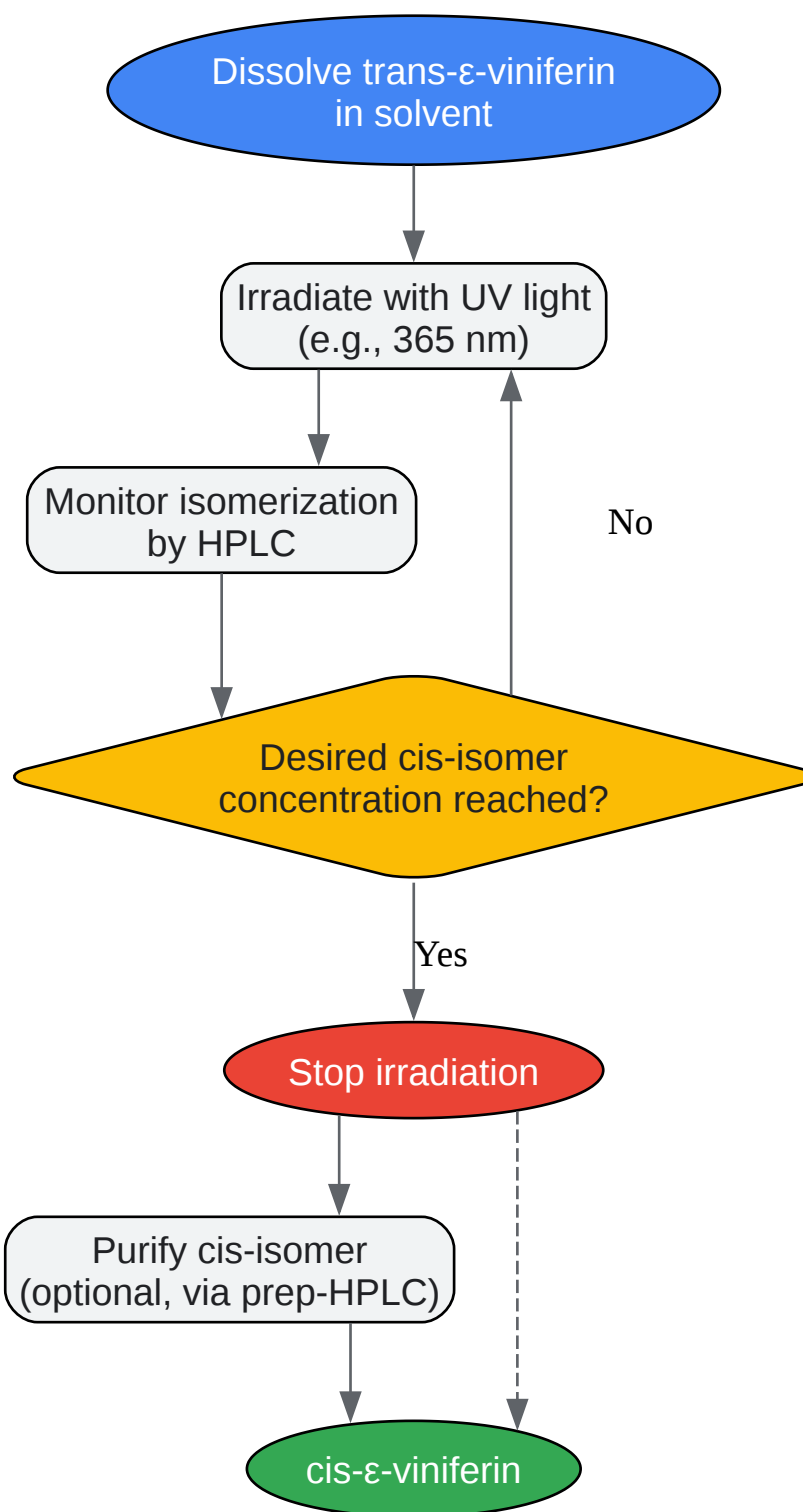 Dissolve trans-ε-viniferin
in solvent
Irradiate with UV light
(e.g., 365 nm)
Monitor isomerization
by HPLC
No
Desired cis-isomer
concentration reached?
Yes
Stop irradiation
Purify cis-isomer
(optional, via prep-HPLC)
cis-ε-viniferin